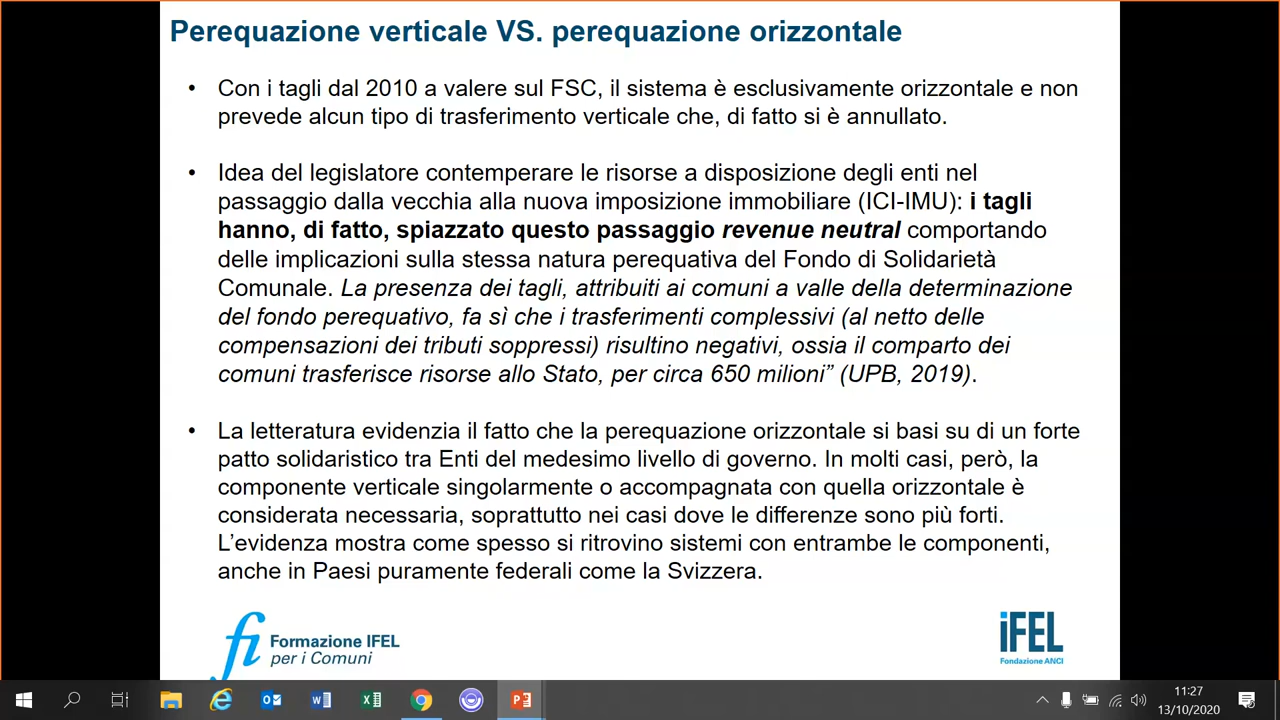 Perequazione verticale VS. perequazione orizzontale
• Con i tagli dal 2010 a valere sul FSC, il sistema è esclusivamente orizzontale e non
prevede alcun tipo di trasferimento verticale che, di fatto si è annullato.
• Idea del legislatore contemperare le risorse a disposizione degli enti nel
passaggio dalla vecchia alla nuova imposizione immobiliare (ICI-IMU): i tagli
hanno, di fatto, spiazzato questo passaggio revenue neutral comportando
delle implicazioni sulla stessa natura perequativa del Fondo di Solidarietà
Comunale. La presenza dei tagli, attribuiti ai comuni a valle della determinazione
del fondo perequativo, fa sì che i trasferimenti complessivi (al netto delle
compensazioni dei tributi soppressi) risultino negativi, ossia il comparto dei
comuni trasferisce risorse allo Stato, per circa 650 milioni” (UPB, 2019).
• La letteratura evidenzia il fatto che la perequazione orizzontale si basi su di un forte
patto solidaristico tra Enti del medesimo livello di governo. In molti casi, però, la
componente verticale singolarmente o accompagnata con quella orizzontale è
considerata necessaria, soprattutto nei casi dove le differenze sono più forti.
L’evidenza mostra come spesso si ritrovino sistemi con entrambe le componenti,
anche in Paesi puramente federali come la Svizzera.
fi Formazione IFEL
per i Comuni
iFEL
Fondazione ANCI
11:27
13/10/2020